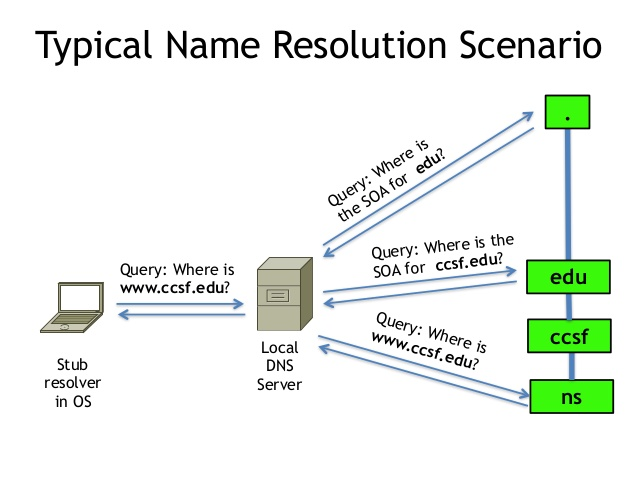 Typical Name Resolution Scenario
.
Query: Where is
the SOA for edu?
Query: Where is the
SOA for ccsf.edu?
edu
Query: Where is
www.ccsf.edu?
Query: Where is
www.ccsf.edu?
ccsf
ns
Stub
resolver
in OS
Local
DNS
Server